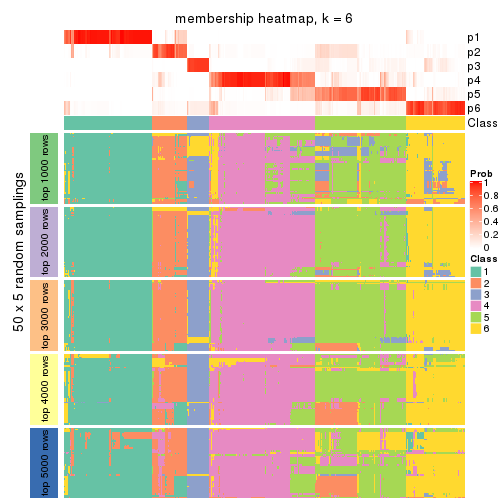 membership heatmap, k = 6
p1
p2
p3
p4
p5
p6
Class
50 x 5 random samplings
top 1000 rows
top 2000 rows
top 3000 rows
top 4000 rows
top 5000 rows
Prob
1
0.8
0.6
0.4
0.2
0
Class
1
2
3
4
5
6